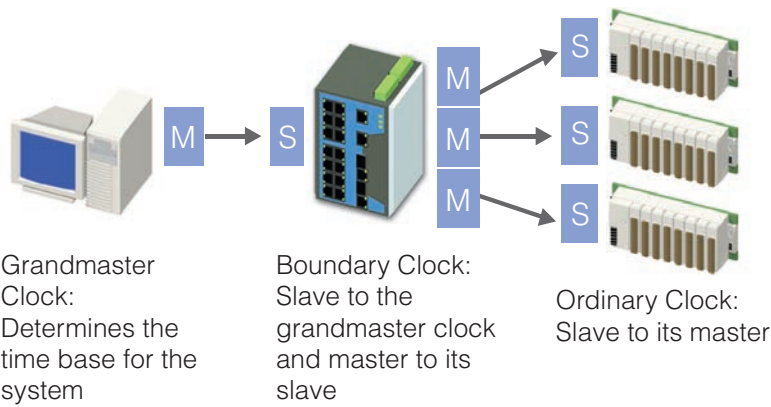 M
S
M
M
M
S
S
S
Grandmaster
Clock:
Determines the
time base for the
system
Boundary Clock:
Slave to the
grandmaster clock
and master to its
slave
Ordinary Clock:
Slave to its master